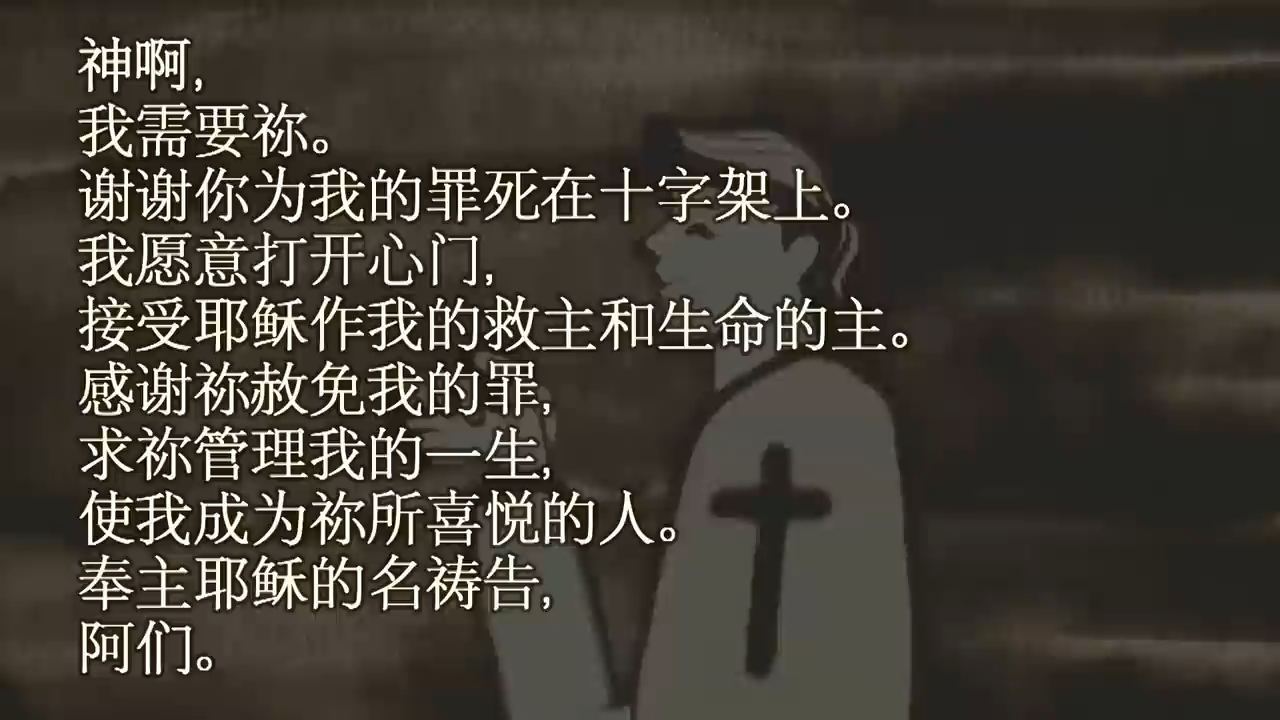 神啊,
我需要祢。
谢谢你为我的罪死在十字架上。
我愿意打开心门,
接受耶稣作我的救主和生命的主。
感谢祢赦免我的罪,
求祢管理我的一生,
使我成为祢所喜悦的人。
奉主耶稣的名祷告,
阿们。